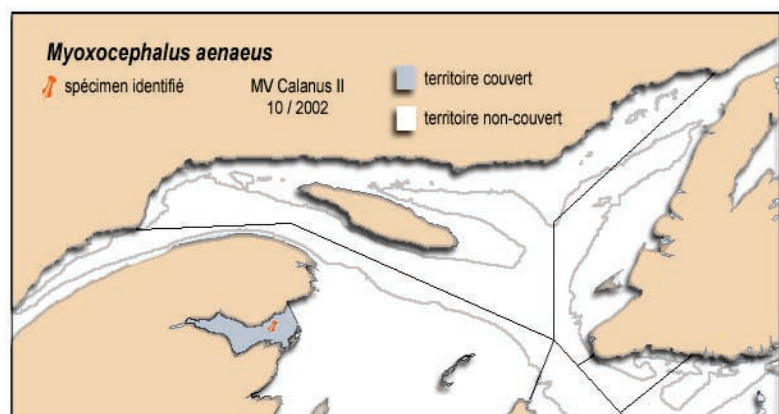 Myoxocephalus aenaeus
spécimen identifié
MV Calanus II
10 / 2002
territoire couvert
territoire non-couvert